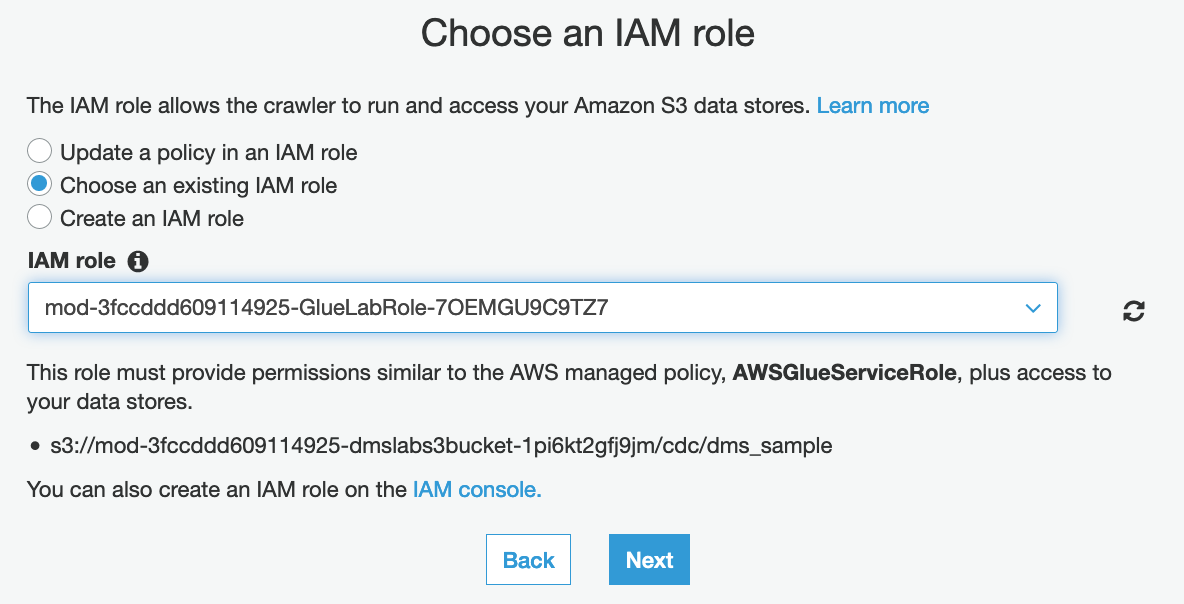 Choose an IAM role
The IAM role allows the crawler to run and access your Amazon S3 data stores. Learn more
Update a policy in an IAM role
Choose an existing IAM role
Create an IAM role
IAM role
mod-3fccddd609114925-GlueLabRole-7OEMGU9C9TZ7
This role must provide permissions similar to the AWS managed policy, AWSGlueServiceRole, plus access to
your data stores.
• s3://mod-3fccddd609114925-dmslabs3bucket-1pi6kt2gfj9jm/cdc/dms_sample
You can also create an IAM role on the IAM console.
Back Next